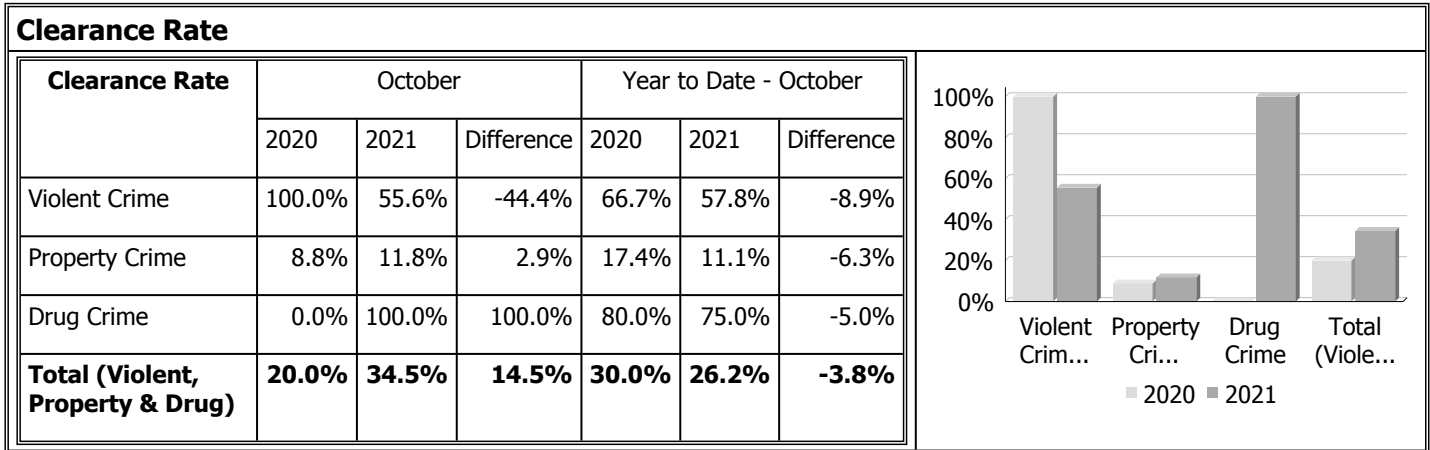 Clearance Rate
Clearance Rate October Year to Date - October
2020 2021 Difference 2020 2021 Difference
Violent Crime 100.0% 55.6% -44.4% 66.7% 57.8% -8.9%
Property Crime 8.8% 11.8% 2.9% 17.4% 11.1% -6.3%
Drug Crime 0.0% 100.0% 100.0% 80.0% 75.0% -5.0%
Total (Violent,
Property & Drug) 20.0% 34.5% 14.5% 30.0% 26.2% -3.8%
100%
80%
60%
40%
20%
0%
Violent Property Drug Total
Crim... Cri... Crime (Viole...
2020 2021